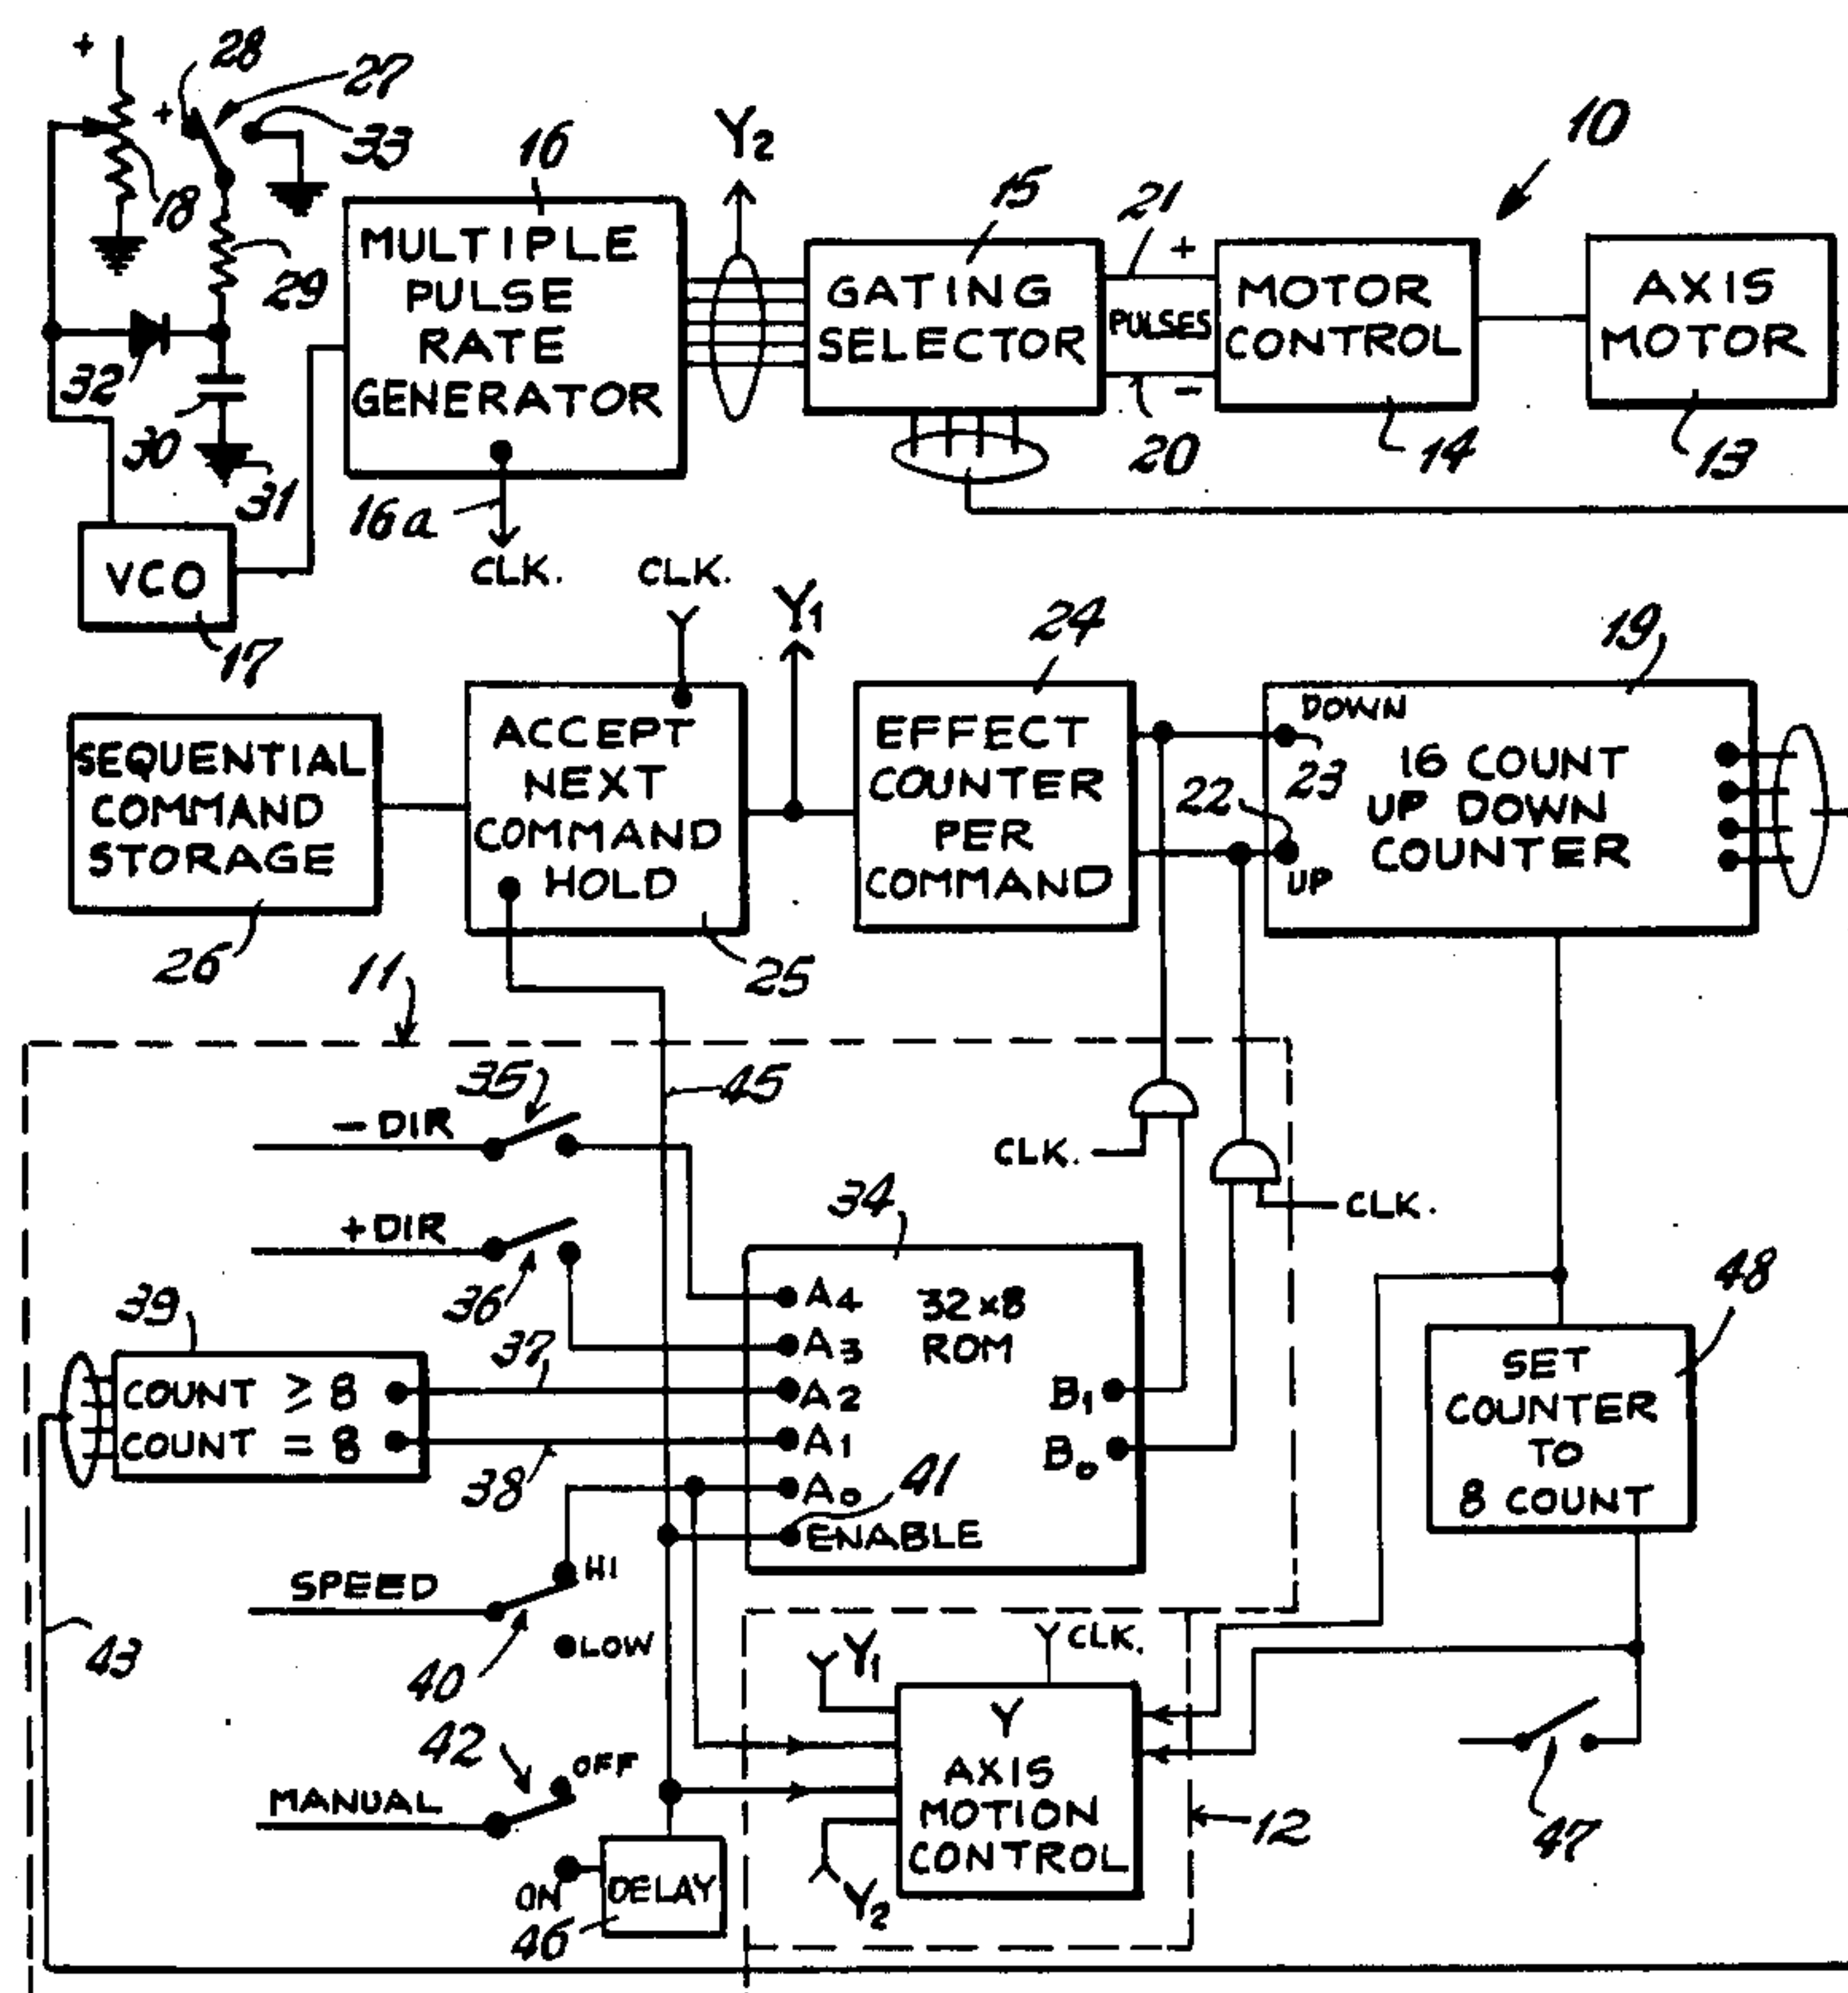 +
28
27
+
33
18
29
32
30
31
VCO
17
16
MULTIPLE
PULSE
RATE
GENERATOR
16a
CLK.
Y2
15
GATING
SELECTOR
21
+
PULSES
-
20
MOTOR
CONTROL
14
10
AXIS
MOTOR
13
SEQUENTIAL
COMMAND
STORAGE
26
CLK.
ACCEPT
NEXT
COMMAND
HOLD
25
Y1
24
EFFECT
COUNTER
PER
COMMAND
19
DOWN
23
22
UP
16 COUNT
UP DOWN
COUNTER
11
35
- DIR
45
+ DIR
36
CLK.
CLK.
34
39
COUNT ≥ 8
COUNT = 8
37
38
A4
A3
A2
A1
A0
ENABLE
41
32x8
ROM
B1
B0
48
SET
COUNTER
TO
8 COUNT
SPEED
HI
LOW
40
43
42
MANUAL
OFF
ON
DELAY
46
Y1
CLK.
Y
AXIS
MOTION
CONTROL
Y2
12
47